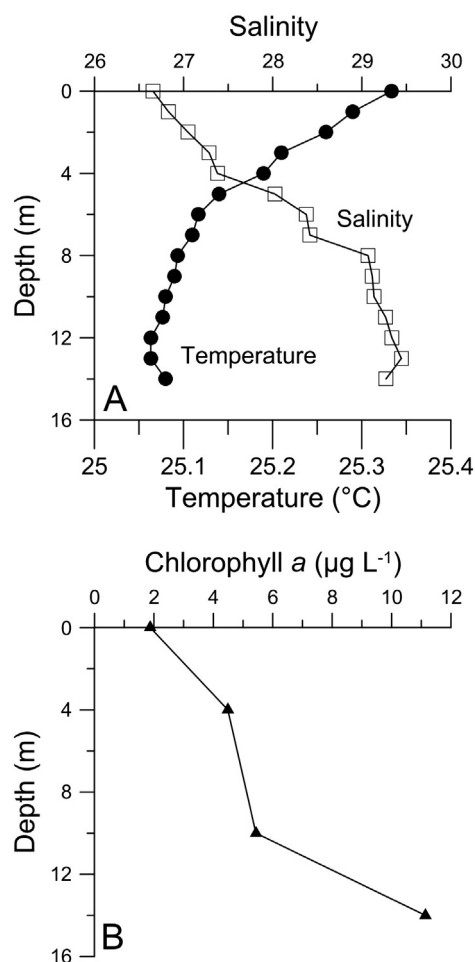 Salinity
26 27 28 29 30
0
4
8
12
16
Depth (m)
Salinity
Temperature
A
25 25.1 25.2 25.3 25.4
Temperature (°C)
Chlorophyll a (µg L-1)
0 2 4 6 8 10 12
0
4
8
12
16
Depth (m)
B